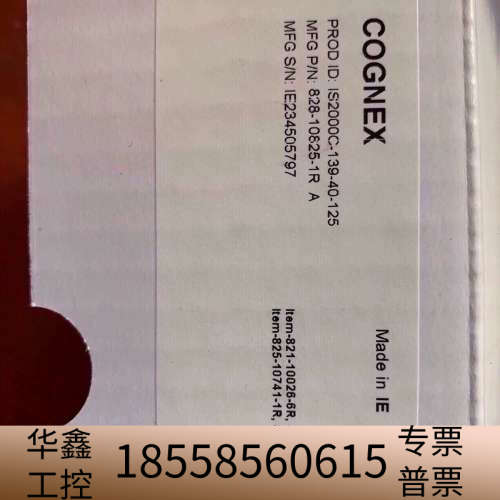 COGNEX
PROD ID: IS2000C-139-40-125
MFG P/N: 828-10625-1R A
MFG S/N: IE234505797
Made in IE
Item-821-10026-6R,
Item-825-10741-1R,
华鑫
工控
18558560615
专票
普票